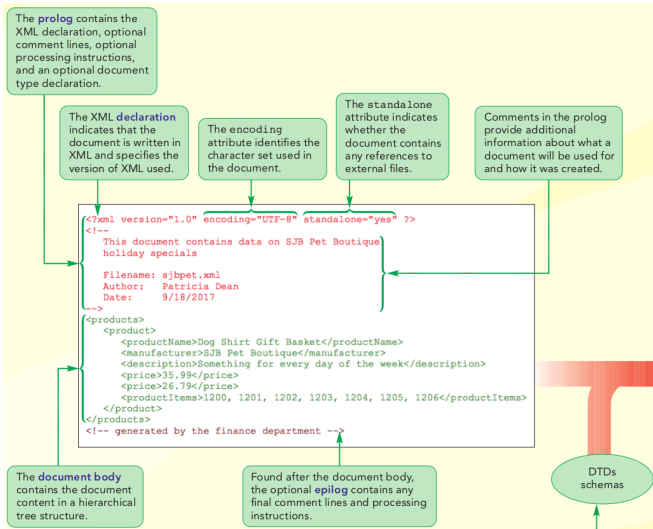 The prolog contains the
XML declaration, optional
comment lines, optional
processing instructions,
and an optional document
type declaration.
The XML declaration
indicates that the
document is written in
XML and specifies the
version of XML used.
The encoding
attribute identifies the
character set used in
the document.
The standalone
attribute indicates
whether the
document contains
any references to
external files.
Comments in the prolog
provide additional
information about what a
document will be used for
and how it was created.
<?xml version="1.0" encoding="UTF-8" standalone="yes" ?>
<!--
This document contains data on SJB Pet Boutique
holiday specials
Filename: sjbpet.xml
Author: Patricia Dean
Date: 9/18/2017
-->
<products>
<product>
<productName>Dog Shirt Gift Basket</productName>
<manufacturer>SJB Pet Boutique</manufacturer>
<description>Something for every day of the week</description>
<price>35.99</price>
<price>26.79</price>
<productItems>1200, 1201, 1202, 1203, 1204, 1205, 1206</productItems>
</product>
</products>
<!-- generated by the finance department -->
The document body
contains the document
content in a hierarchical
tree structure.
Found after the document body,
the optional epilog contains any
final comment lines and processing
instructions.
DTDs
schemas